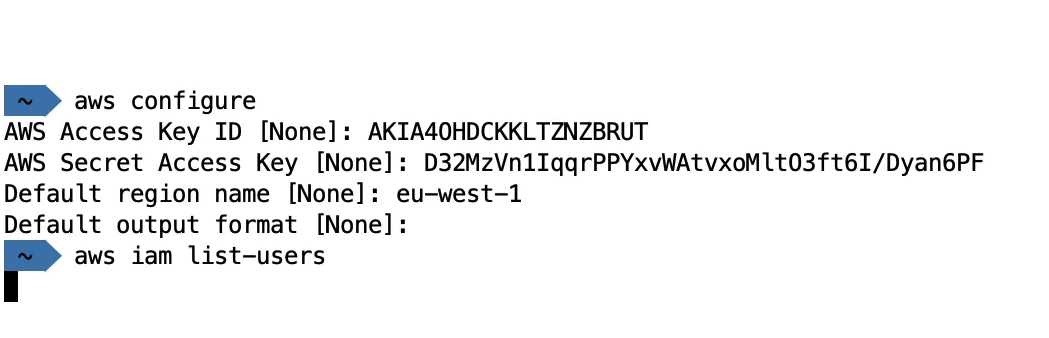 ~ aws configure
AWS Access Key ID [None]: AKIA4OHDCKKLTZNZBRUT
AWS Secret Access Key [None]: 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
Default region name [None]: eu-west-1
Default output format [None]:
~ aws iam list-users